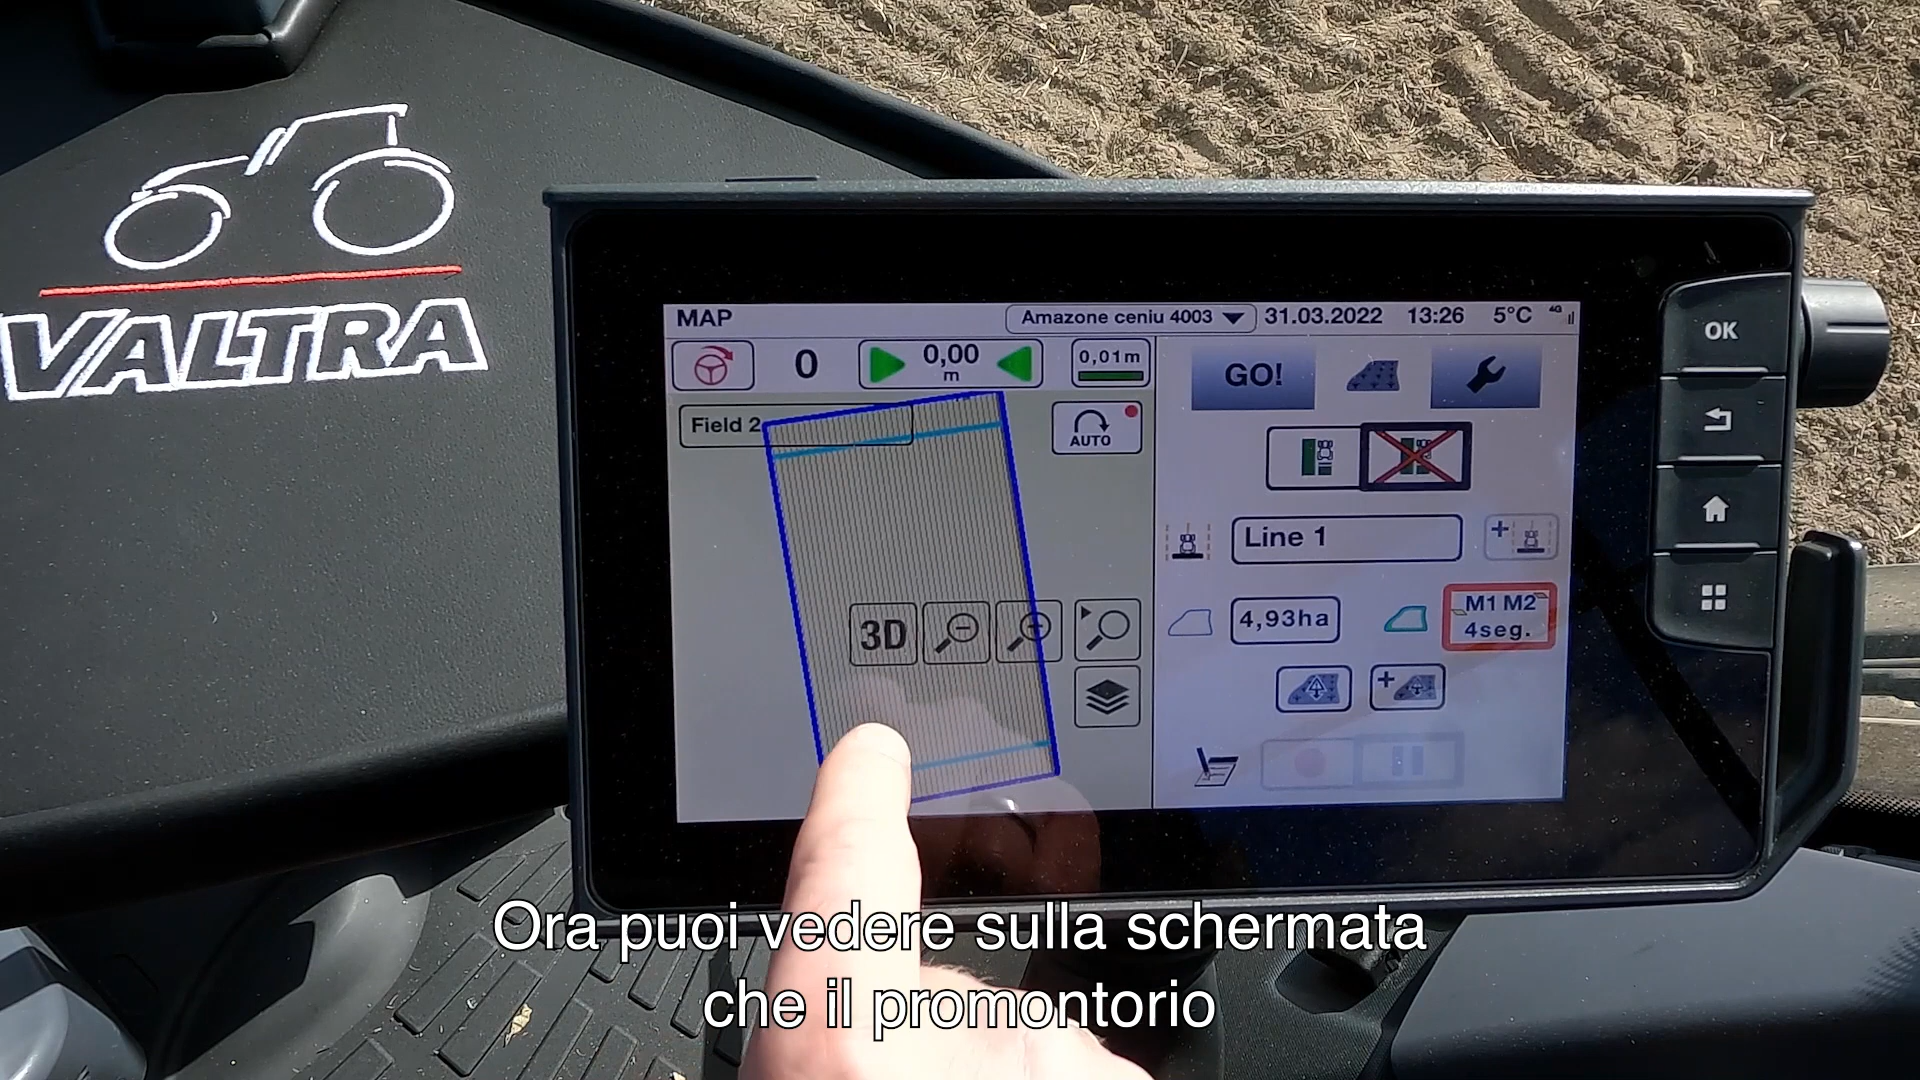 VALTRA
MAP
Amazone ceniu 4003
31.03.2022
13:26
5°C
4G
0
0,00
m
0,01m
GO!
Field 2
AUTO
Line 1
3D
4,93ha
M1 M2
4seg.
OK
Ora puoi vedere sulla schermata
che il promontorio